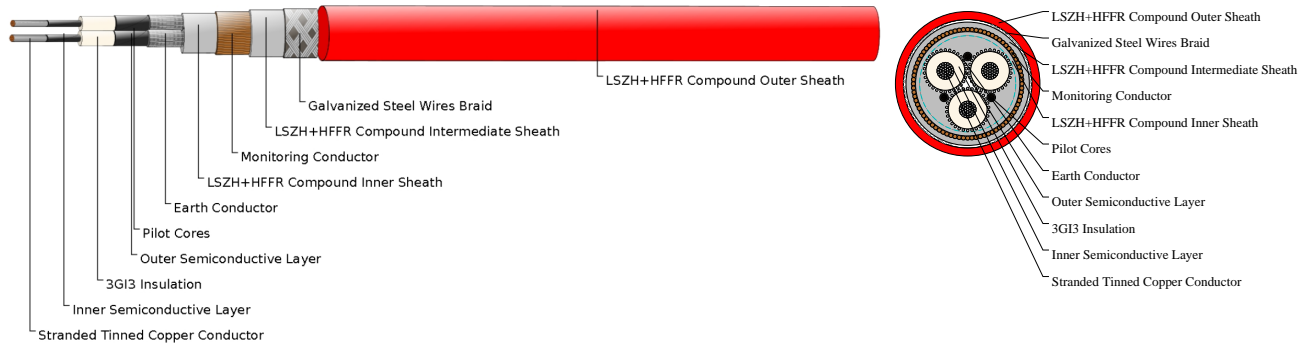 LSZH+HFFR Compound Outer Sheath
Galvanized Steel Wires Braid
LSZH+HFFR Compound Intermediate Sheath
Monitoring Conductor
LSZH+HFFR Compound Inner Sheath
Earth Conductor
Pilot Cores
Outer Semiconductive Layer
3GI3 Insulation
Inner Semiconductive Layer
Stranded Tinned Copper Conductor
LSZH+HFFR Compound Outer Sheath
Galvanized Steel Wires Braid
LSZH+HFFR Compound Intermediate Sheath
Monitoring Conductor
LSZH+HFFR Compound Inner Sheath
Pilot Cores
Earth Conductor
Outer Semiconductive Layer
3GI3 Insulation
Inner Semiconductive Layer
Stranded Tinned Copper Conductor